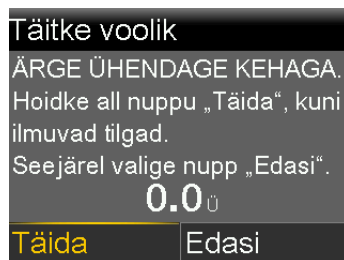 Täitke voolik
ÄRGE ÜHENDAGE KEHAGA.
Hoidke all nuppu „Täida“, kuni
ilmuvad tilgad.
Seejärel valige nupp „Edasi“.
0.0 ü
Täida
Edasi